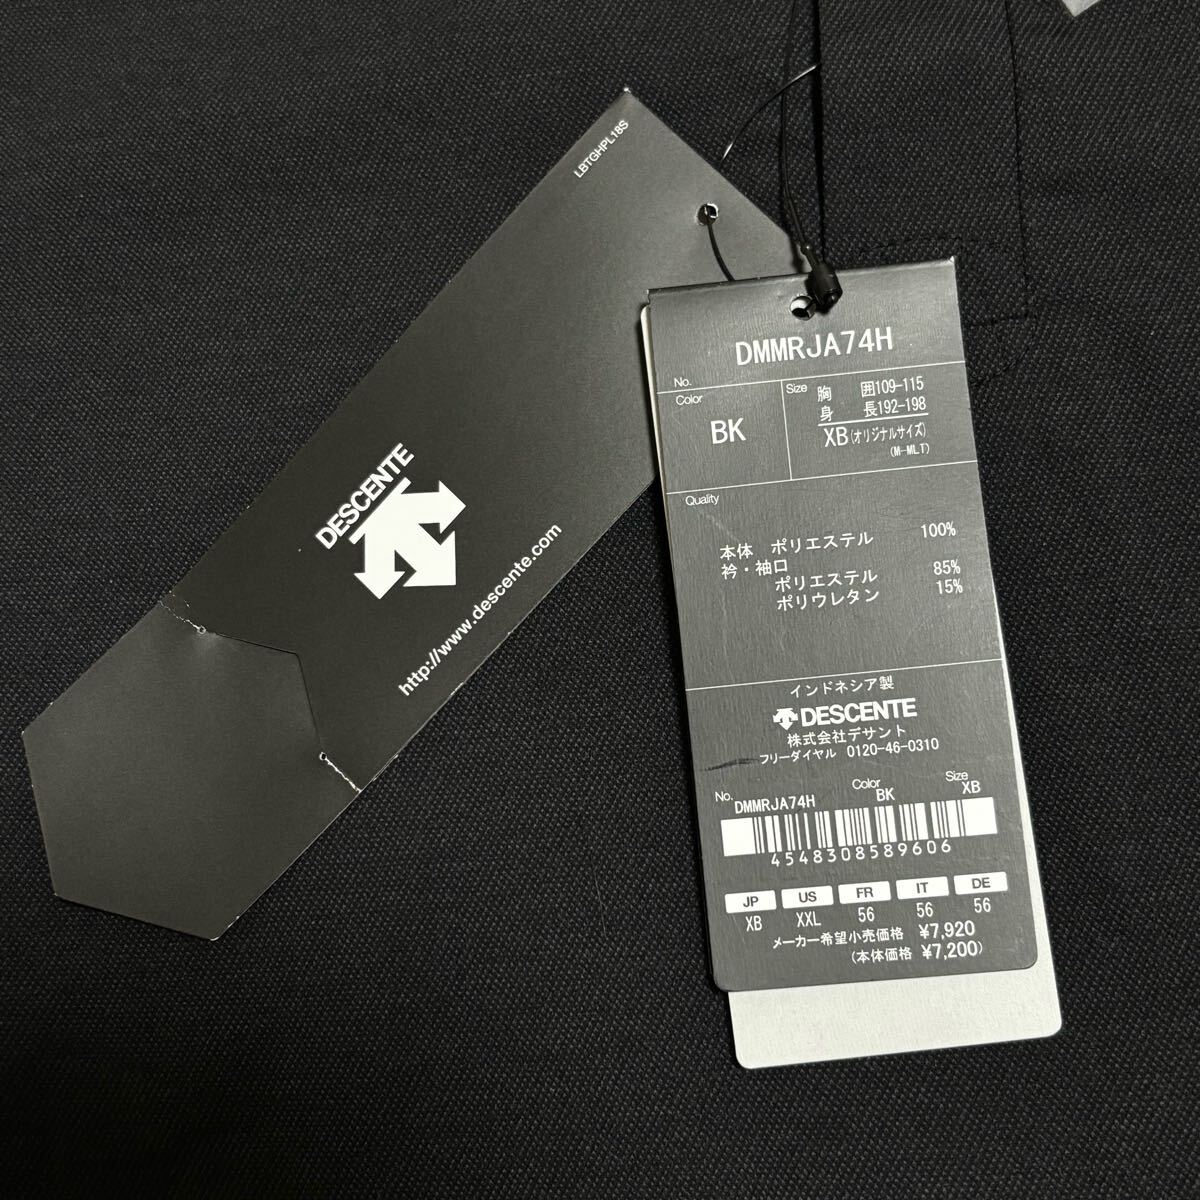 LBTGHPL18S
DESCENTE
http://www.descente.com
DMMRJA74H
No.
Color
BK
Size
胸 囲109-115
身 長192-198
XB(オリジナルサイズ)
(M-MLT)
Quality
本体 ポリエステル 100%
衿・袖口
ポリエステル 85%
ポリウレタン 15%
インドネシア製
DESCENTE
株式会社デサント
フリーダイヤル 0120-46-0310
No. DMMRJA74H Color BK Size XB
4548308589606
JP US FR IT DE
XB XXL 56 56 56
メーカー希望小売価格 ¥7,920
(本体価格 ¥7,200)